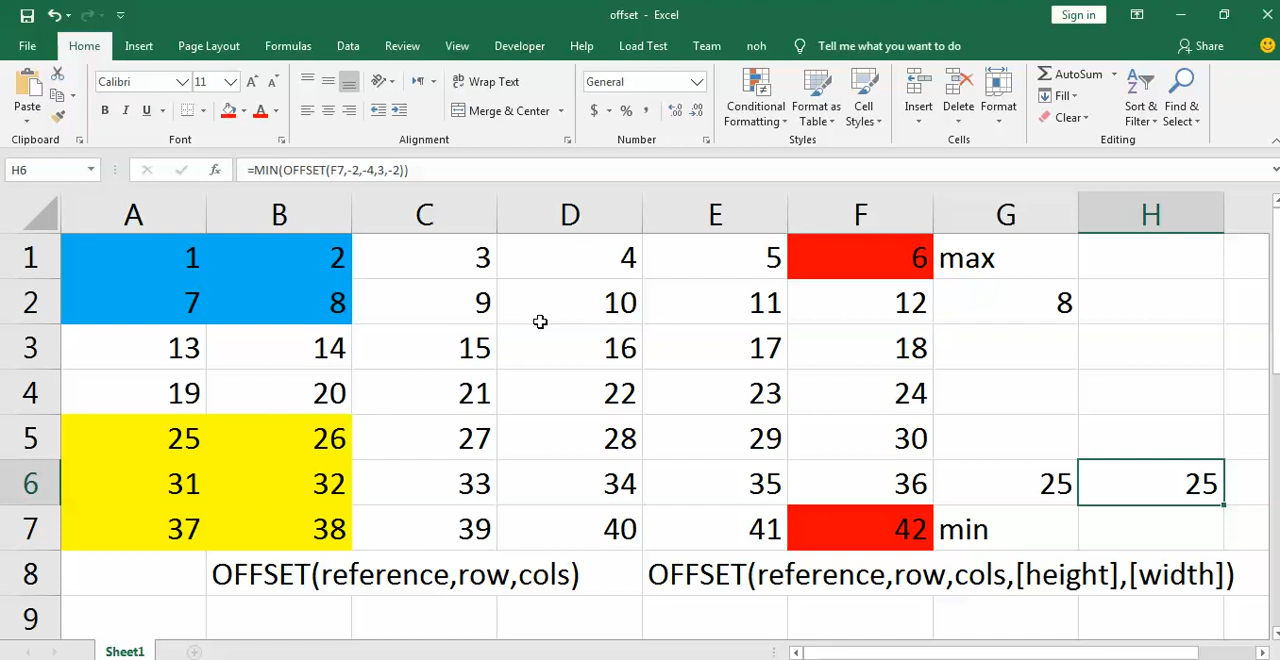 offset - Excel
Sign in
File Home Insert Page Layout Formulas Data Review View Developer Help Load Test Team noh Tell me what you want to do Share
Paste
Calibri 11
B I U
Wrap Text
Merge & Center
General
$ % ,
Conditional Formatting
Format as Table
Cell Styles
Insert
Delete
Format
AutoSum
Fill
Clear
Sort & Filter
Find & Select
Clipboard Font Alignment Number Styles Cells Editing
H6 fx =MIN(OFFSET(F7,-2,-4,3,-2))
A B C D E F G H
1 1 2 3 4 5 6 max
2 7 8 9 10 11 12 8
3 13 14 15 16 17 18
4 19 20 21 22 23 24
5 25 26 27 28 29 30
6 31 32 33 34 35 36 25 25
7 37 38 39 40 41 42 min
8 OFFSET(reference,row,cols) OFFSET(reference,row,cols,[height],[width])
9
Sheet1